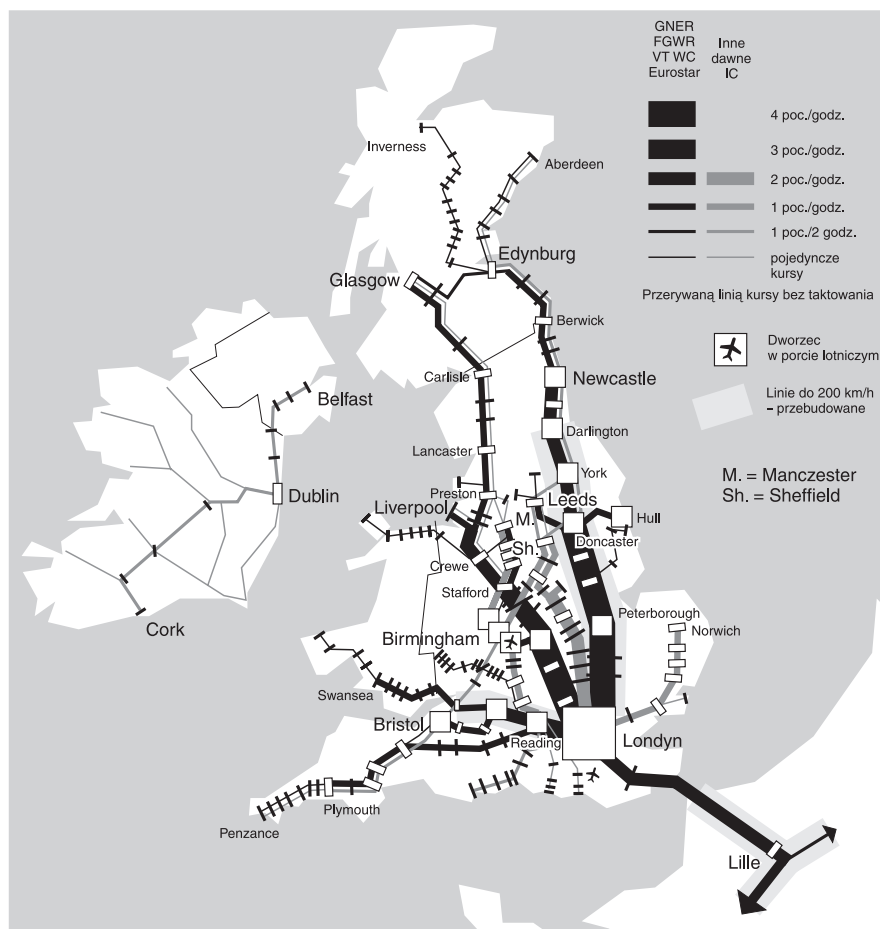 GNER
FGWR
VT WC
Eurostar
Inne
dawne
IC
4 poc./godz.
3 poc./godz.
2 poc./godz.
1 poc./godz.
1 poc./2 godz.
pojedyncze
kursy
Przerywaną linią kursy bez taktowania
Dworzec
w porcie lotniczym
Linie do 200 km/h
– przebudowane
M. = Manczester
Sh. = Sheffield
Inverness
Aberdeen
Edynburg
Glasgow
Berwick
Carlisle
Newcastle
Belfast
Darlington
Lancaster
York
Dublin
Preston
Leeds
Liverpool
M.
Hull
Sh.
Doncaster
Crewe
Stafford
Cork
Peterborough
Norwich
Birmingham
Swansea
Bristol
Reading
Londyn
Plymouth
Penzance
Lille